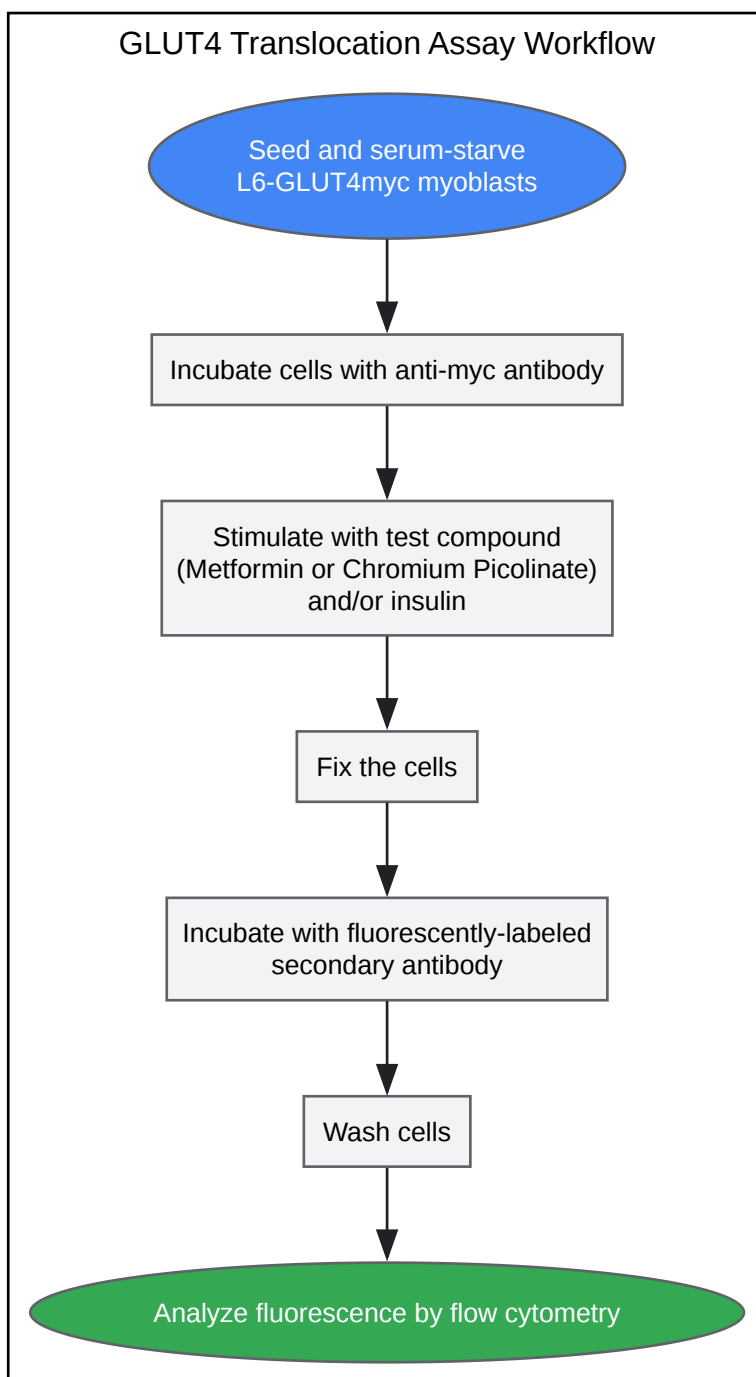 GLUT4 Translocation Assay Workflow
Seed and serum-starve
L6-GLUT4myc myoblasts
Incubate cells with anti-myc antibody
Stimulate with test compound
(Metformin or Chromium Picolinate)
and/or insulin
Fix the cells
Incubate with fluorescently-labeled
secondary antibody
Wash cells
Analyze fluorescence by flow cytometry